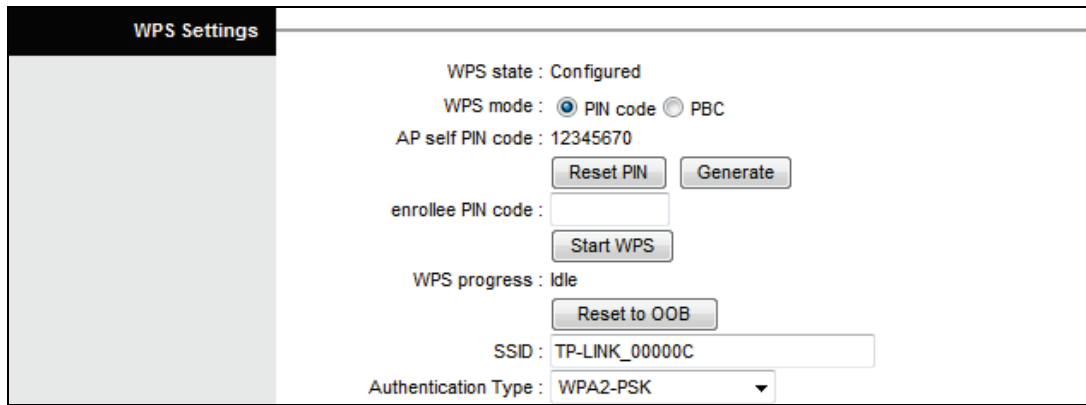 WPS Settings
WPS state : Configured
WPS mode : PIN code PBC
AP self PIN code : 12345670
Reset PIN Generate
enrollee PIN code :
Start WPS
WPS progress : Idle
Reset to OOB
SSID : TP-LINK_00000C
Authentication Type : WPA2-PSK